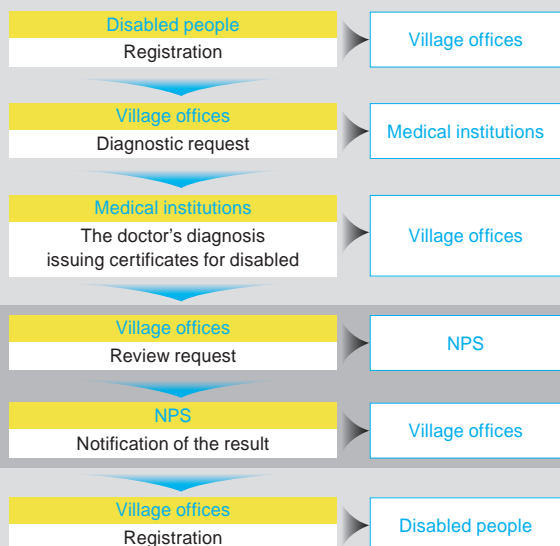 Disabled people
Registration
Village offices
Village offices
Diagnostic request
Medical institutions
Medical institutions
The doctor's diagnosis
issuing certificates for disabled
Village offices
Village offices
Review request
NPS
NPS
Notification of the result
Village offices
Village offices
Registration
Disabled people